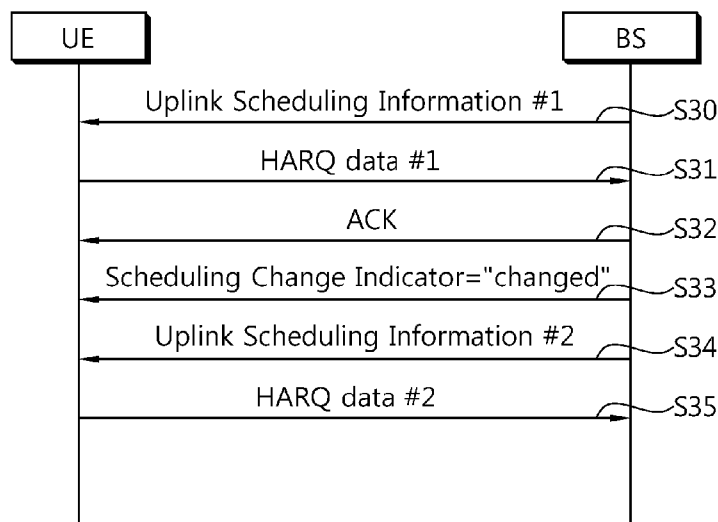 UE
BS
Uplink Scheduling Information #1
S30
HARQ data #1
S31
ACK
S32
Scheduling Change Indicator="changed"
S33
Uplink Scheduling Information #2
S34
HARQ data #2
S35